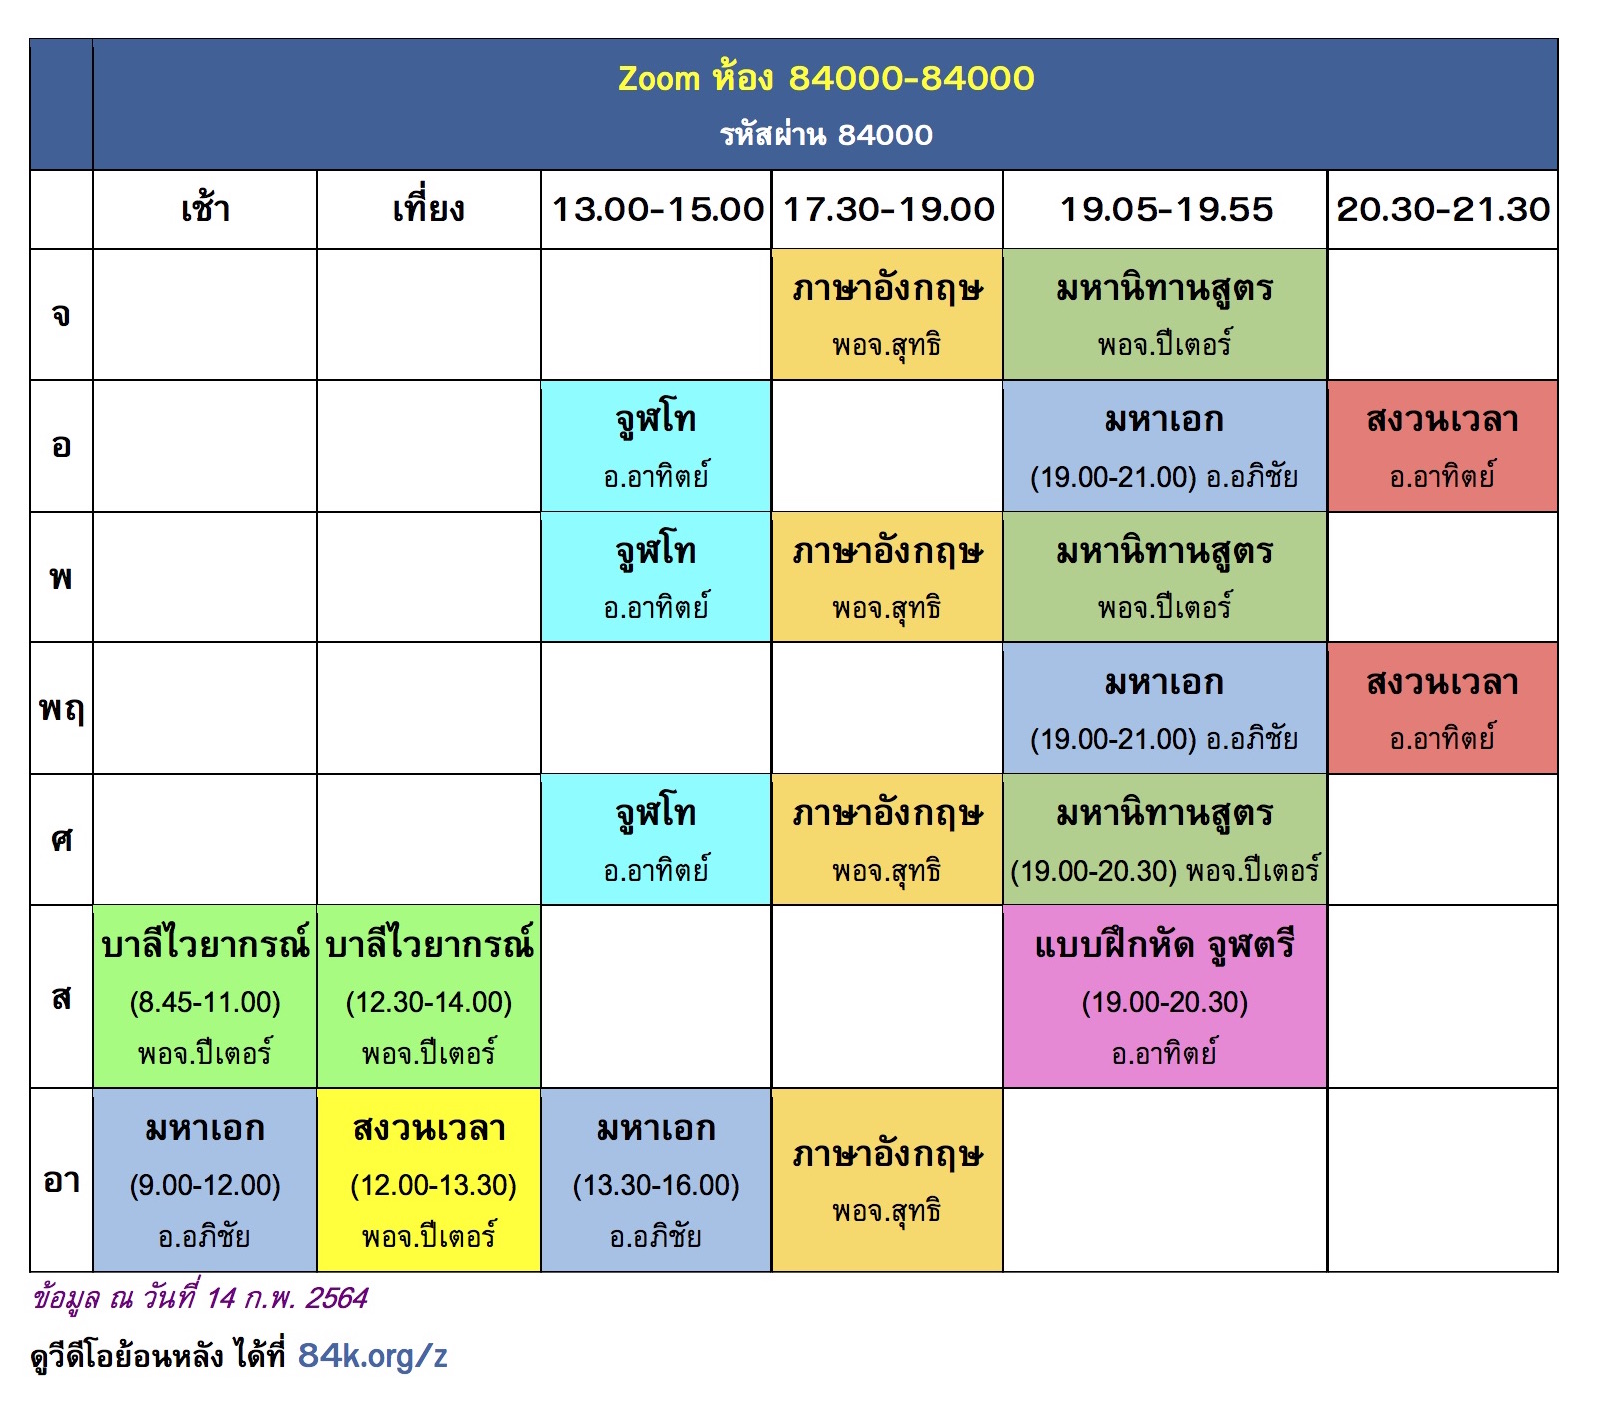 Zoom ห้อง 84000-84000
รหัสผ่าน 84000
เช้า เที่ยง 13.00-15.00 17.30-19.00 19.05-19.55 20.30-21.30
จ
ภาษาอังกฤษ
พอจ.สุทธิ
มหานิทานสูตร
พอจ.ปีเตอร์
อ
จูฬโท
อ.อาทิตย์
มหาเอก
(19.00-21.00) อ.อภิชัย
สงวนเวลา
อ.อาทิตย์
พ
จูฬโท
อ.อาทิตย์
ภาษาอังกฤษ
พอจ.สุทธิ
มหานิทานสูตร
พอจ.ปีเตอร์
พฤ
มหาเอก
(19.00-21.00) อ.อภิชัย
สงวนเวลา
อ.อาทิตย์
ศ
จูฬโท
อ.อาทิตย์
ภาษาอังกฤษ
พอจ.สุทธิ
มหานิทานสูตร
(19.00-20.30) พอจ.ปีเตอร์
ส
บาลีไวยากรณ์
(8.45-11.00)
พอจ.ปีเตอร์
บาลีไวยากรณ์
(12.30-14.00)
พอจ.ปีเตอร์
แบบฝึกหัด จูฬตรี
(19.00-20.30)
อ.อาทิตย์
อา
มหาเอก
(9.00-12.00)
อ.อภิชัย
สงวนเวลา
(12.00-13.30)
พอจ.ปีเตอร์
มหาเอก
(13.30-16.00)
อ.อภิชัย
ภาษาอังกฤษ
พอจ.สุทธิ
ข้อมูล ณ วันที่ 14 ก.พ. 2564
ดูวีดีโอย้อนหลัง ได้ที่ 84k.org/z